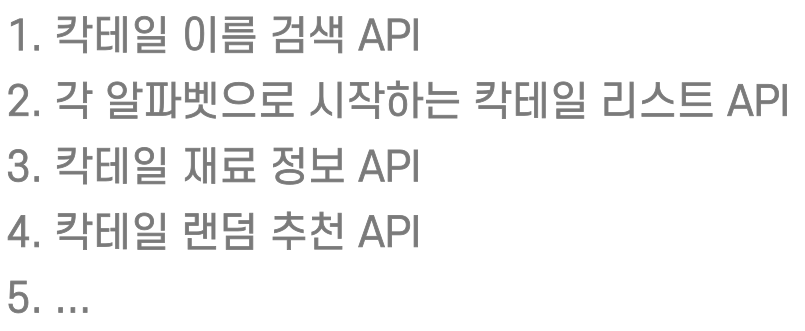 1. 칵테일 이름 검색 API
2. 각 알파벳으로 시작하는 칵테일 리스트 API
3. 칵테일 재료 정보 API
4. 칵테일 랜덤 추천 API
5. ...